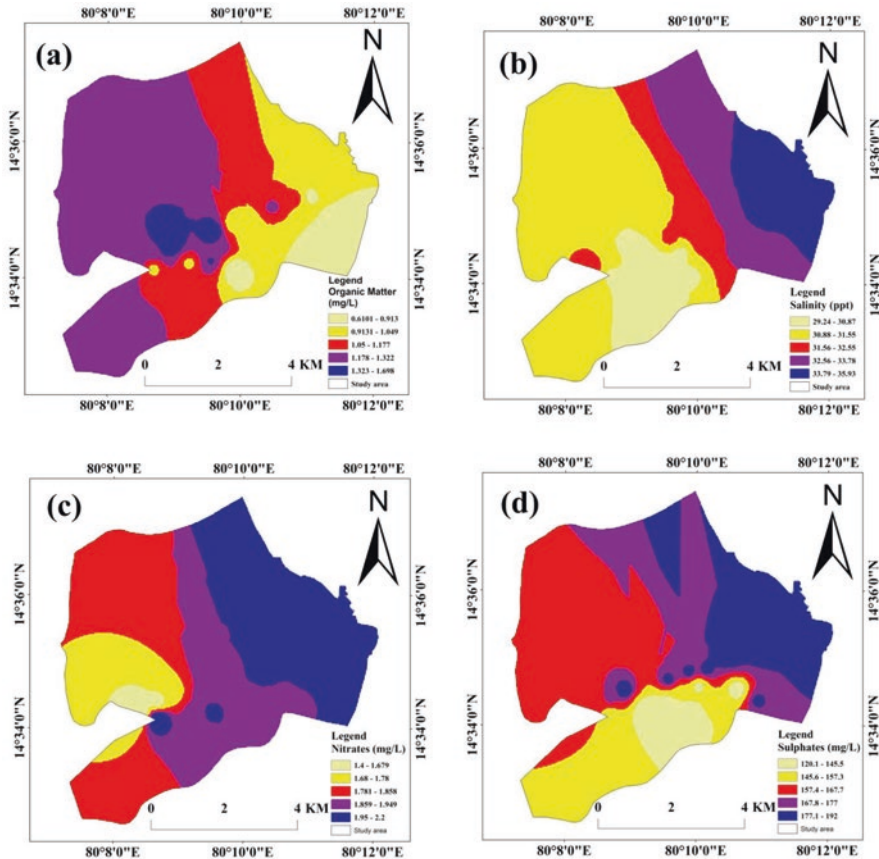 80°8'0"E 80°10'0"E 80°12'0"E
(a)
N
14°36'0"N 14°36'0"N
14°34'0"N 14°34'0"N
Legend
Organic Matter
(mg/L)
0.6101 - 0.913
0.9131 - 1.049
1.05 - 1.177
1.178 - 1.322
1.323 - 1.698
Study area
0 2 4 KM
80°8'0"E 80°10'0"E 80°12'0"E
80°8'0"E 80°10'0"E 80°12'0"E
(b)
N
14°36'0"N 14°36'0"N
14°34'0"N 14°34'0"N
Legend
Salinity (ppt)
29.24 - 30.87
30.88 - 31.55
31.56 - 32.55
32.56 - 33.78
33.79 - 35.93
Study area
0 2 4 KM
80°8'0"E 80°10'0"E 80°12'0"E
80°8'0"E 80°10'0"E 80°12'0"E
(c)
N
14°36'0"N 14°36'0"N
14°34'0"N 14°34'0"N
Legend
Nitrates (mg/L)
1.4 - 1.679
1.68 - 1.78
1.781 - 1.858
1.859 - 1.949
1.95 - 2.2
Study area
0 2 4 KM
80°8'0"E 80°10'0"E 80°12'0"E
80°8'0"E 80°10'0"E 80°12'0"E
(d)
N
14°36'0"N 14°36'0"N
14°34'0"N 14°34'0"N
Legend
Sulphates (mg/L)
120.1 - 145.5
145.6 - 157.3
157.4 - 167.7
167.8 - 177
177.1 - 192
Study area
0 2 4 KM
80°8'0"E 80°10'0"E 80°12'0"E